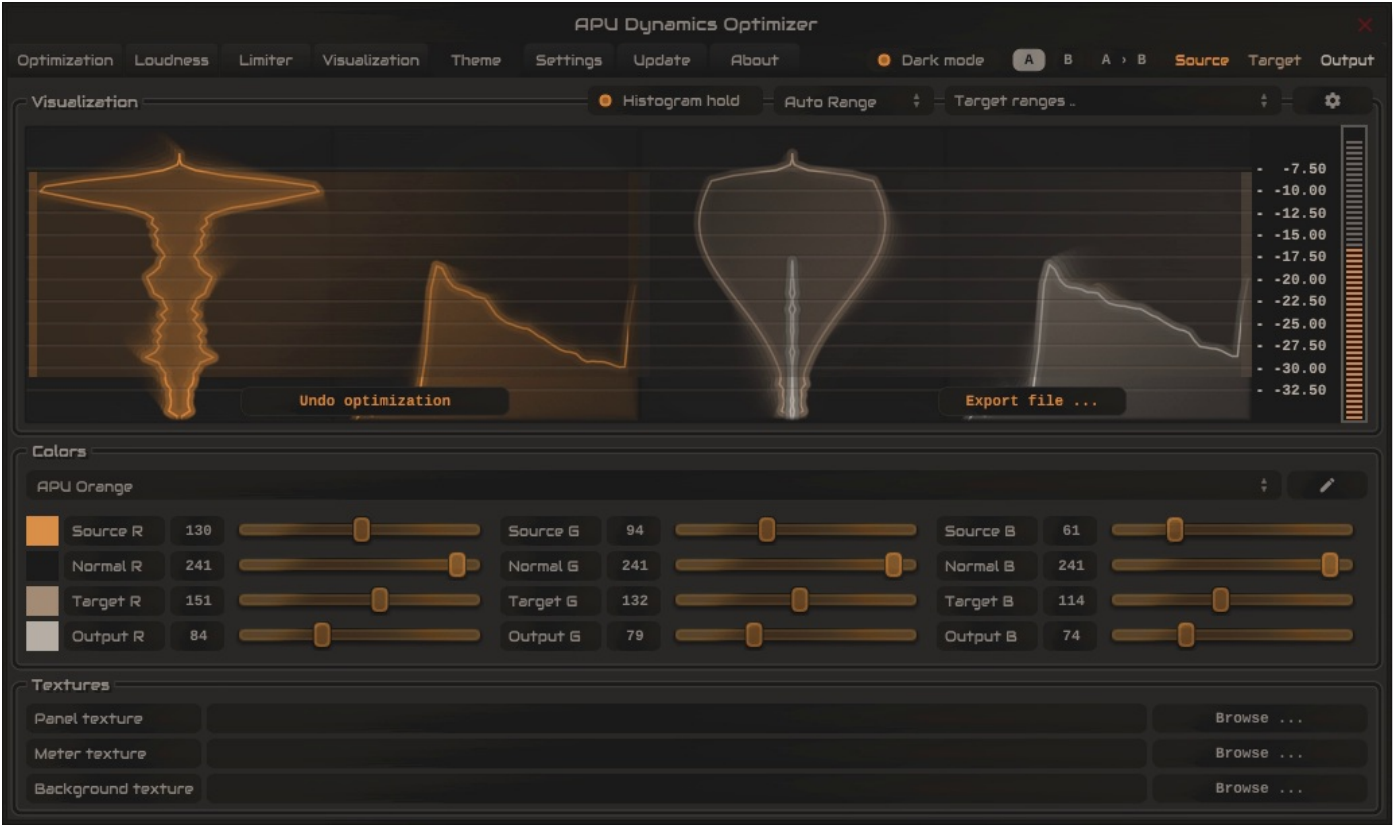 APU Dynamics Optimizer
Optimization Loudness Limiter Visualization Theme Settings Update About Dark mode A B A › B Source Target Output
Visualization Histogram hold Auto Range Target ranges ..
- -7.50
- -10.00
- -12.50
- -15.00
- -17.50
- -20.00
- -22.50
- -25.00
- -27.50
- -30.00
- -32.50
Undo optimization Export file ...
Colors
APU Orange
Source R 130 Source G 94 Source B 61
Normal R 241 Normal G 241 Normal B 241
Target R 151 Target G 132 Target B 114
Output R 84 Output G 79 Output B 74
Textures
Panel texture Browse ...
Meter texture Browse ...
Background texture Browse ...